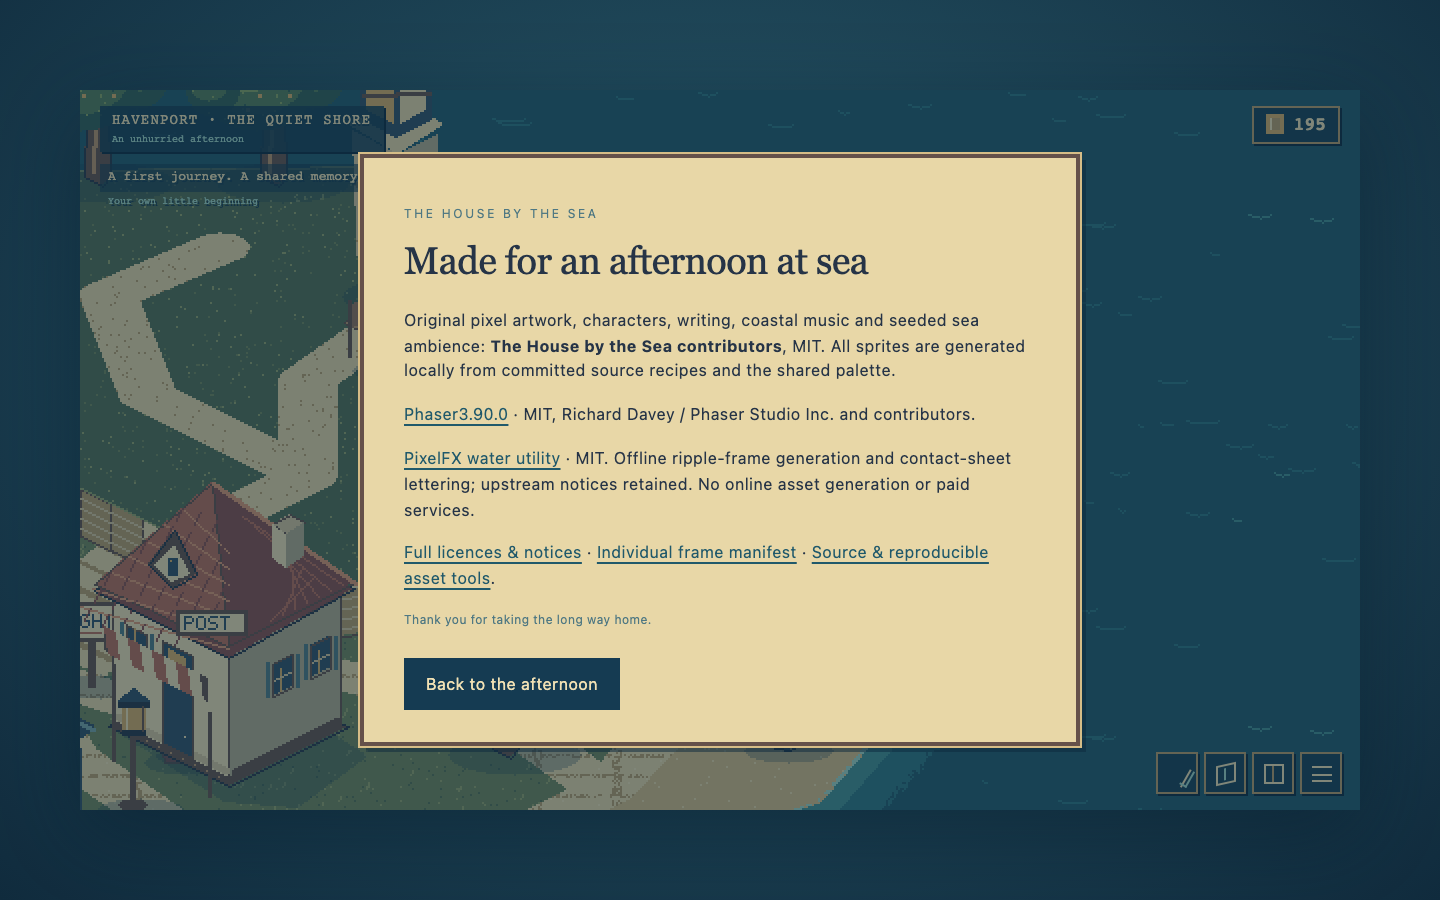 HAVENPORT · THE QUIET SHORE
An unhurried afternoon
195
A first journey. A shared memory
Your own little beginning
THE HOUSE BY THE SEA
Made for an afternoon at sea
Original pixel artwork, characters, writing, coastal music and seeded sea
ambience: The House by the Sea contributors, MIT. All sprites are generated
locally from committed source recipes and the shared palette.
Phaser3.90.0 · MIT, Richard Davey / Phaser Studio Inc. and contributors.
PixelFX water utility · MIT. Offline ripple-frame generation and contact-sheet
lettering; upstream notices retained. No online asset generation or paid
services.
Full licences & notices · Individual frame manifest · Source & reproducible
asset tools.
Thank you for taking the long way home.
Back to the afternoon
POST